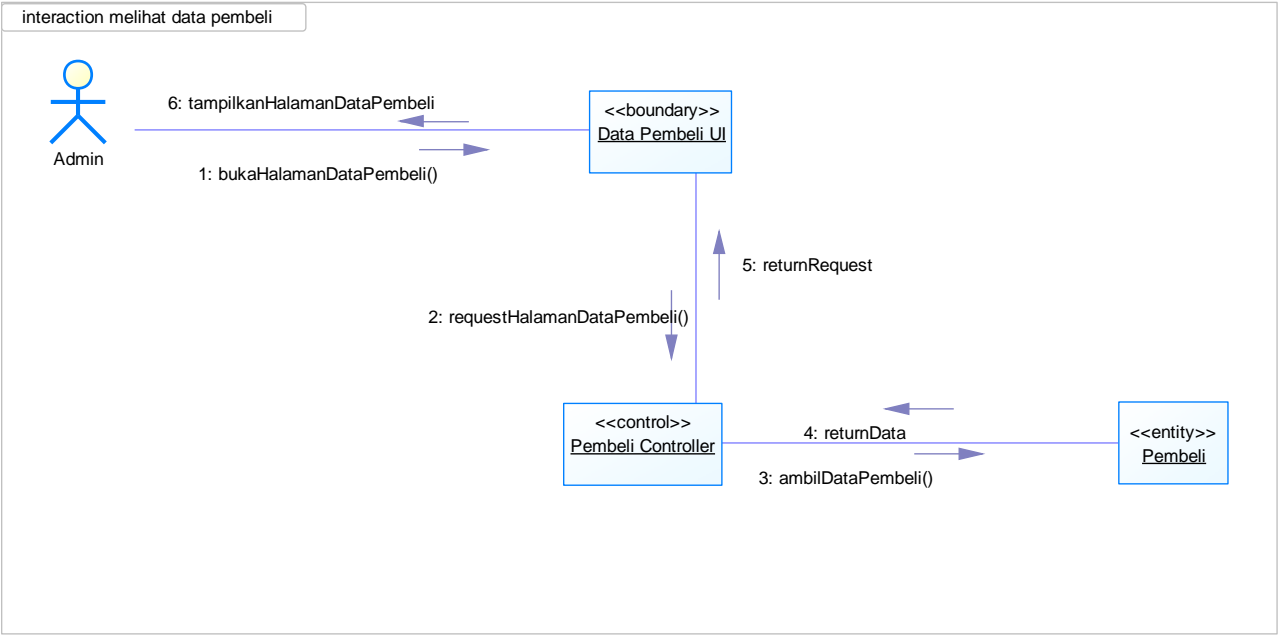 interaction melihat data pembeli
6: tampilkanHalamanDataPembeli
<<boundary>>
Data Pembeli UI
Admin
1: bukaHalamanDataPembeli()
5: returnRequest
2: requestHalamanDataPembeli()
<<control>>
Pembeli Controller
4: returnData
<<entity>>
Pembeli
3: ambilDataPembeli()